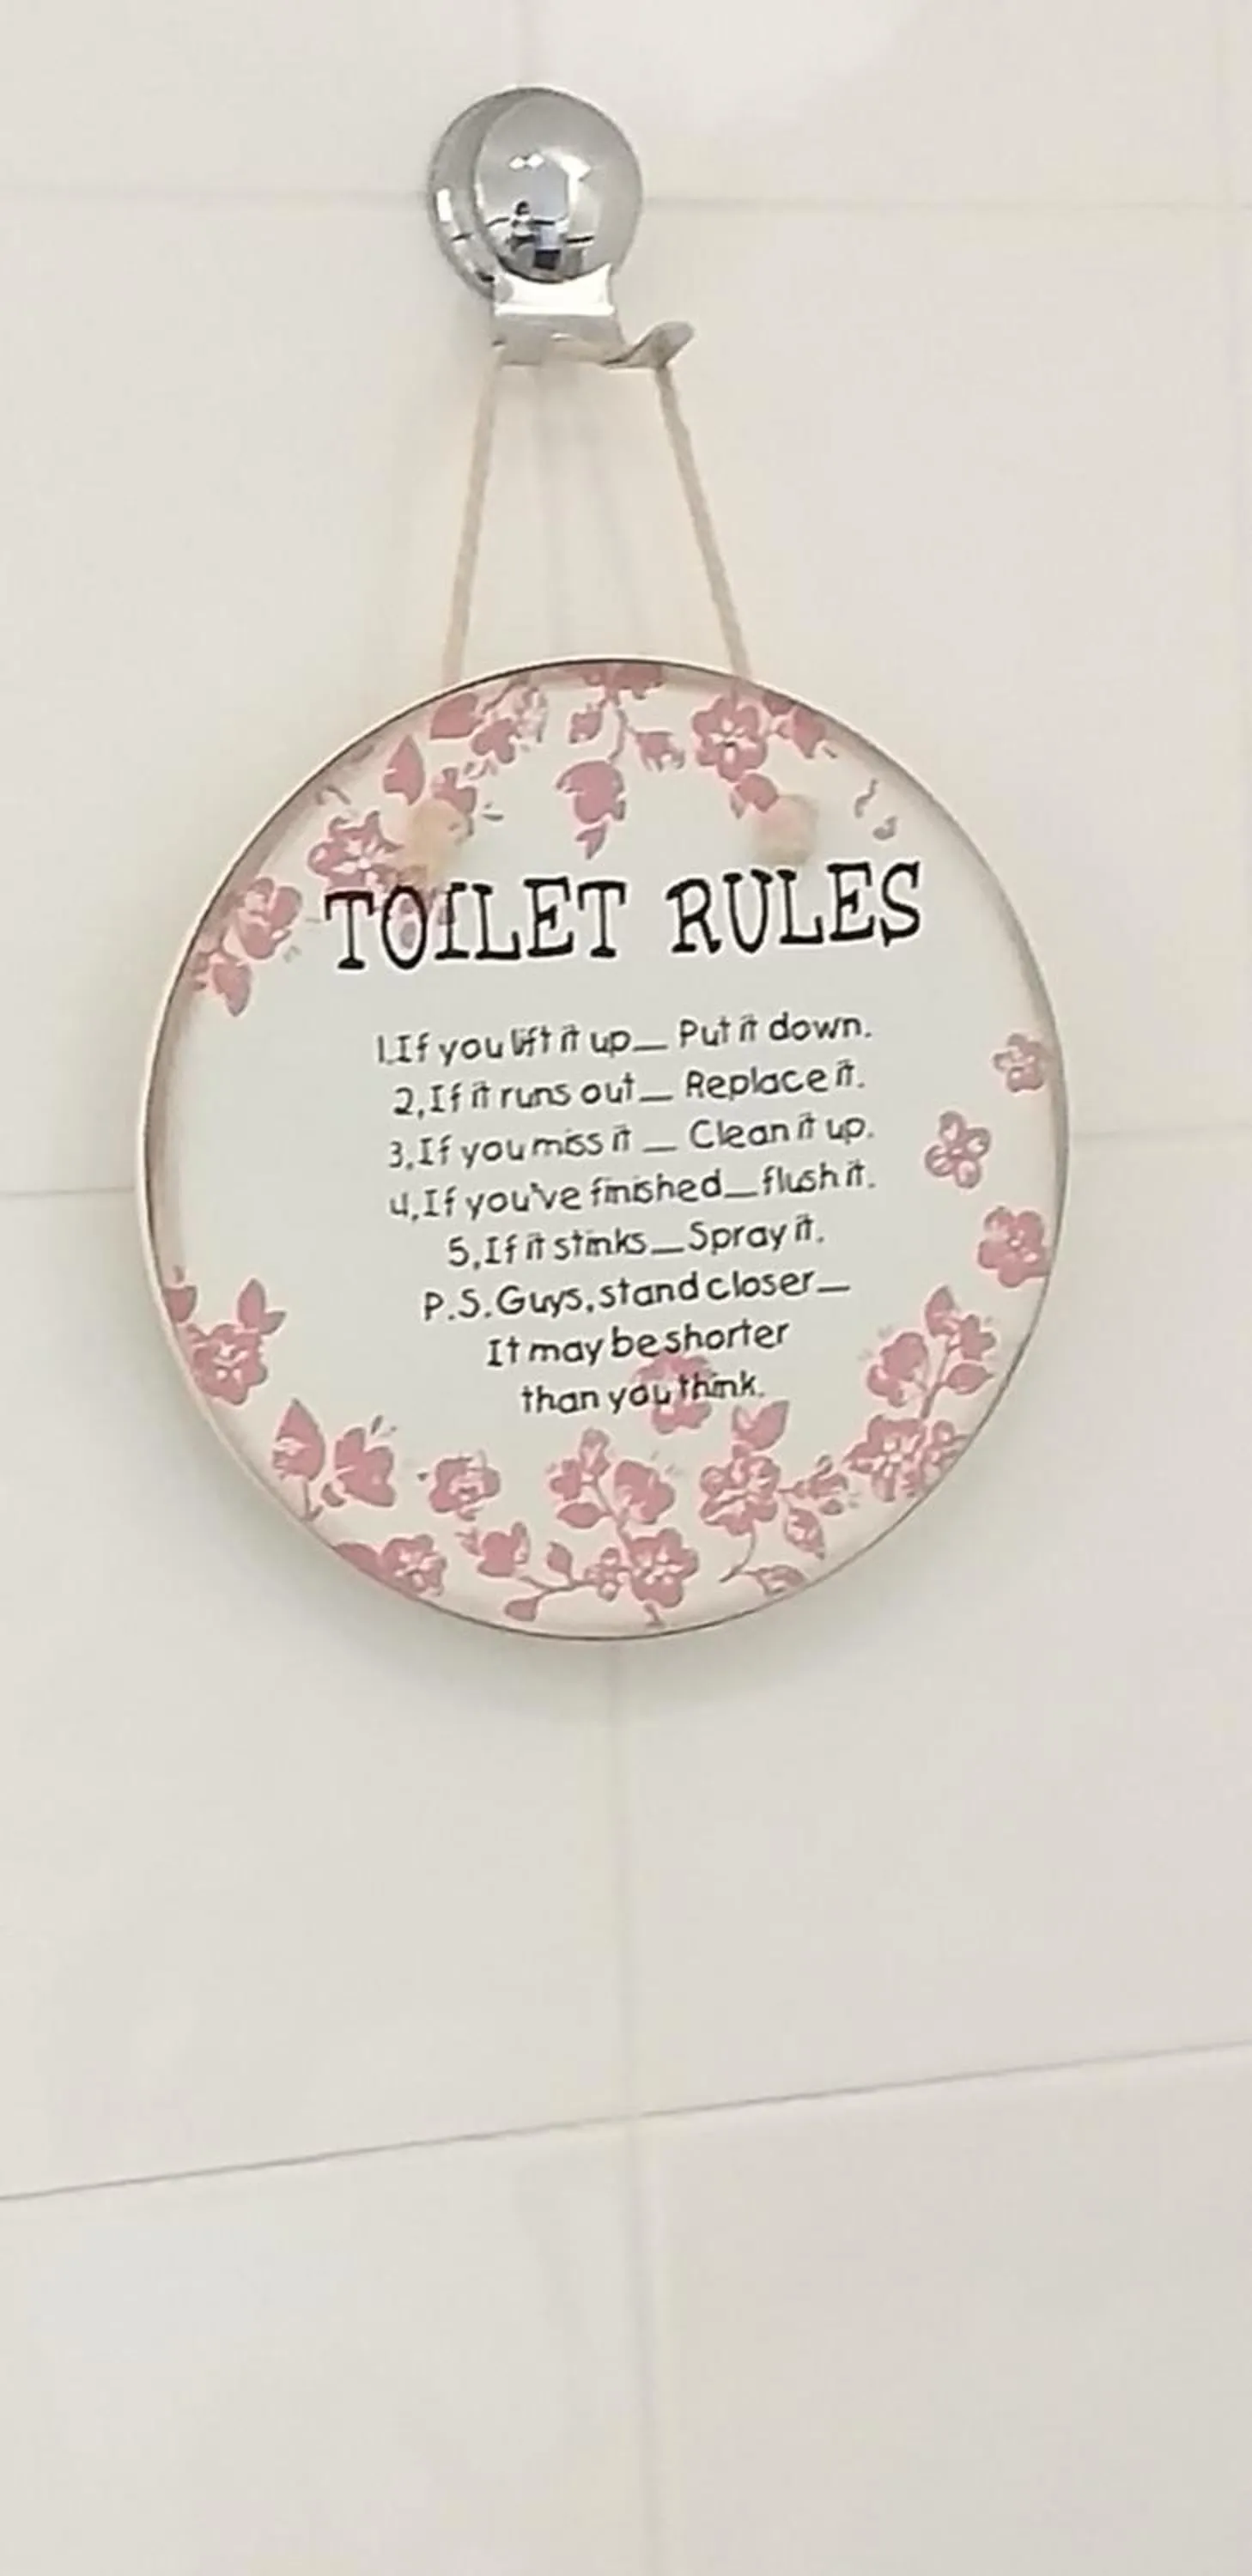 TOILET RULES
1.If you lift it up_ Put it down.
2,If it runs out_ Replace it.
3,If you miss it _ Clean it up.
4,If you've finished_flush it.
5,If it stinks_Spray it.
P.S.Guys,stand closer_
It may be shorter
than you think.